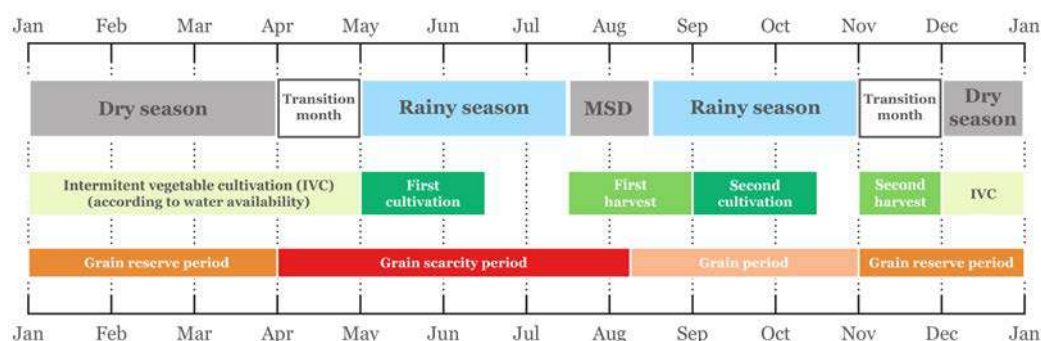 Jan Feb Mar Apr May Jun Jul Aug Sep Oct Nov Dec Jan
Dry season
Transition
month
Rainy season
MSD
Rainy season
Transition
month
Dry
season
Intermitent vegetable cultivation (IVC)
(according to water availability)
First
cultivation
First
harvest
Second
cultivation
Second
harvest
IVC
Grain reserve period
Grain scarcity period
Grain period
Grain reserve period
Jan Feb Mar Apr May Jun Jul Aug Sep Oct Nov Dec Jan